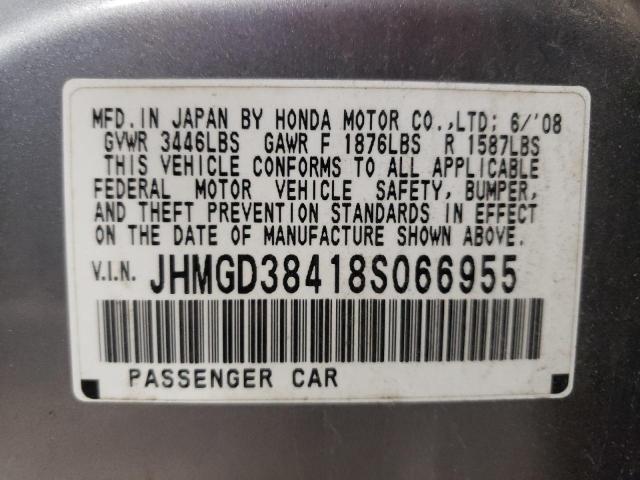 MFD.IN JAPAN BY HONDA MOTOR CO.,LTD; 6/'08
GVWR 3446LBS GAWR F 1876LBS R 1587LBS
THIS VEHICLE CONFORMS TO ALL APPLICABLE
FEDERAL MOTOR VEHICLE SAFETY, BUMPER,
AND THEFT PREVENTION STANDARDS IN EFFECT
ON THE DATE OF MANUFACTURE SHOWN ABOVE.
V.I.N. JHMGD38418S066955
PASSENGER CAR